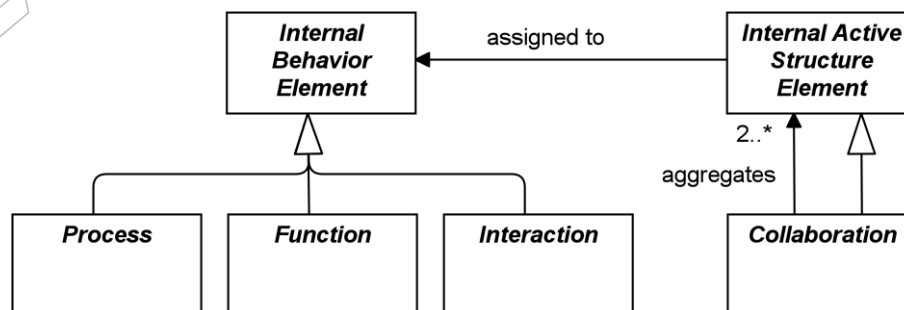 Internal
Behavior
Element
assigned to
Internal Active
Structure
Element
2..*
aggregates
Process
Function
Interaction
Collaboration